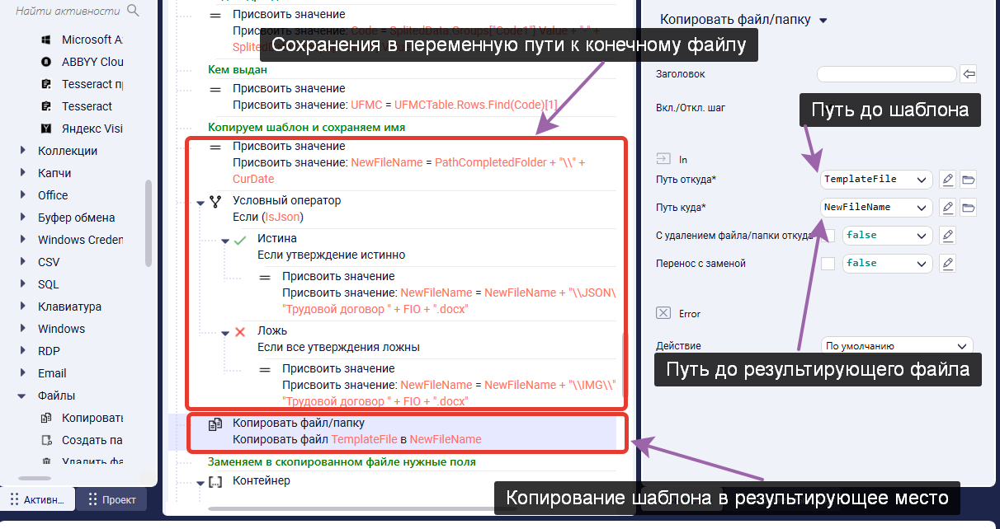 Найти активности
Microsoft A
ABBYY Clou
Tesseract
Tesseract
Яндекс Visi
Коллекции
Капчи
Office
Буфер обмена
Windows Creden
CSV
SQL
Клавиатура
Windows
RDP
Email
Файлы
Копировать
Создать па
Удалить фа
Активн...
Проект
Присвоить значение
Присвоить значение: Code = SplitedData.Groups["Code1"].Value + "-" +
Сохранения в переменную пути к конечному файлу
Кем выдан
Присвоить значение
Присвоить значение: UFMC = UFMCTable.Rows.Find(Code)[1]
Копируем шаблон и сохраняем имя
Присвоить значение
Присвоить значение: NewFileName = PathCompletedFolder + "\\" +
CurDate
Условный оператор
Если (IsJson)
Истина
Если утверждение истинно
Присвоить значение
Присвоить значение: NewFileName = NewFileName + "\\JSON\
"Трудовой договор " + FIO + ".docx"
Ложь
Если все утверждения ложны
Присвоить значение
Присвоить значение: NewFileName = NewFileName + "\\IMG\\"
"Трудовой договор " + FIO + ".docx"
Копировать файл/папку
Копировать файл TemplateFile в NewFileName
Заменяем в скопированном файле нужные поля
Контейнер
Копирование шаблона в результирующее место
Копировать файл/папку
Заголовок
Вкл./Откл. шаг
Путь до шаблона
In
Путь откуда* TemplateFile
Путь куда* NewFileName
С удалением файла/папки откуда false
Перенос с заменой false
Error
Действие По умолчанию
Путь до результирующего файла